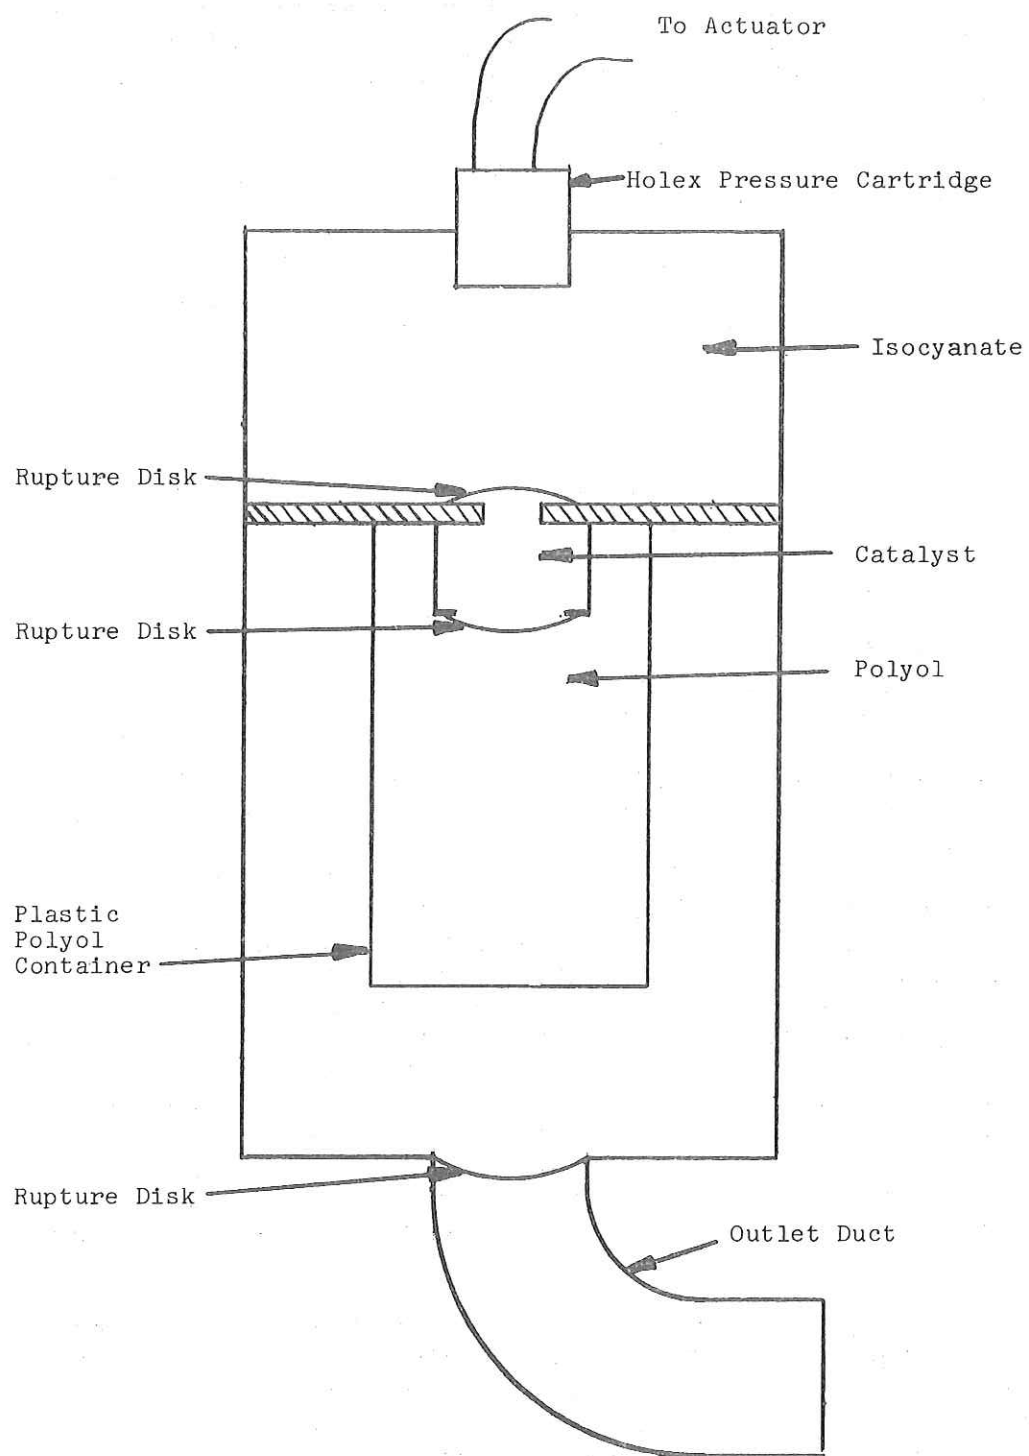 To Actuator
Holex Pressure Cartridge
Isocyanate
Rupture Disk
Catalyst
Rupture Disk
Polyol
Plastic
Polyol
Container
Rupture Disk
Outlet Duct